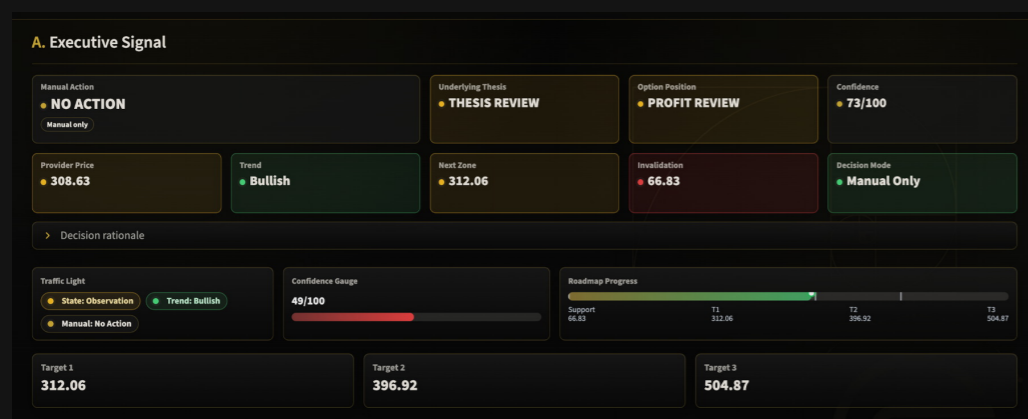 A. Executive Signal
Manual Action
NO ACTION
Manual only
Underlying Thesis
THESIS REVIEW
Option Position
PROFIT REVIEW
Confidence
73/100
Provider Price
308.63
Trend
Bullish
Next Zone
312.06
Invalidation
66.83
Decision Mode
Manual Only
Decision rationale
Traffic Light
State: Observation
Trend: Bullish
Manual: No Action
Confidence Gauge
49/100
Roadmap Progress
Support
66.83
T1
312.06
T2
396.92
T3
504.87
Target 1
312.06
Target 2
396.92
Target 3
504.87